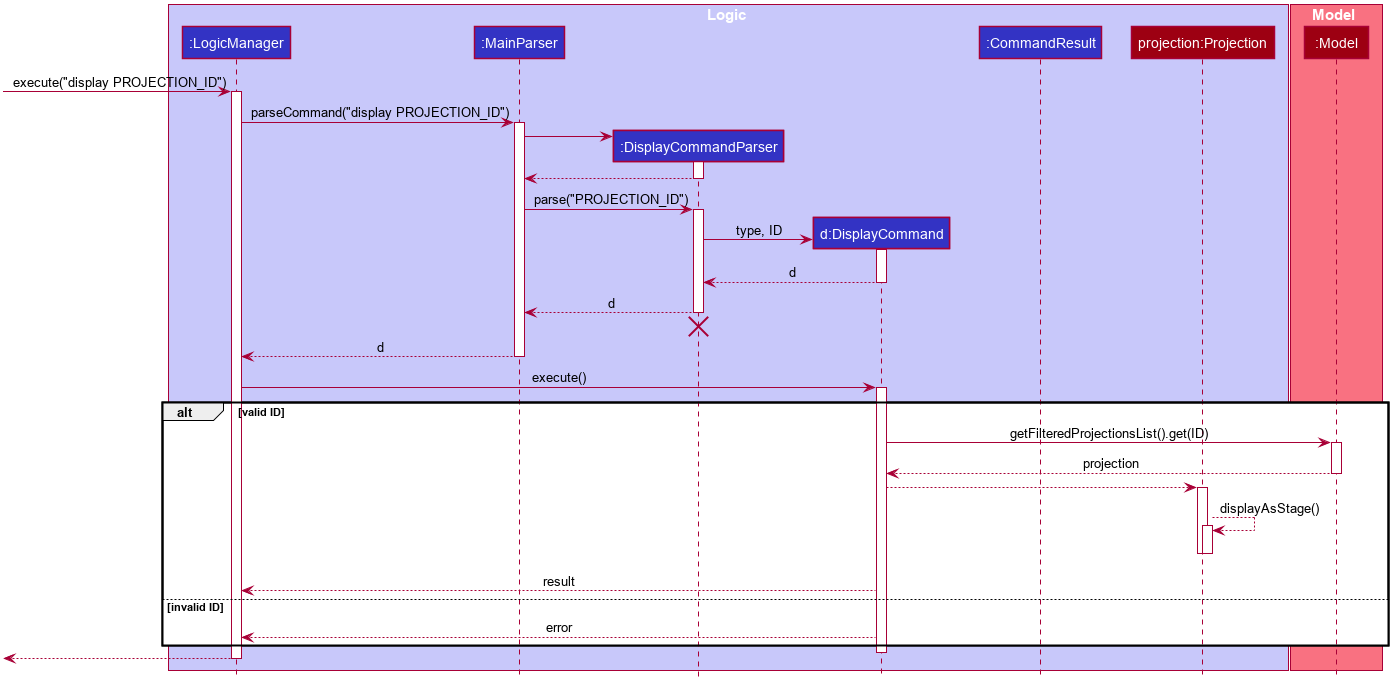 Logic
Model
:LogicManager
:MainParser
:CommandResult
projection:Projection
:Model
execute("display PROJECTION_ID")
parseCommand("display PROJECTION_ID")
:DisplayCommandParser
parse("PROJECTION_ID")
type, ID
d:DisplayCommand
d
d
d
execute()
alt
[valid ID]
getFilteredProjectionsList().get(ID)
projection
displayAsStage()
result
[invalid ID]
error